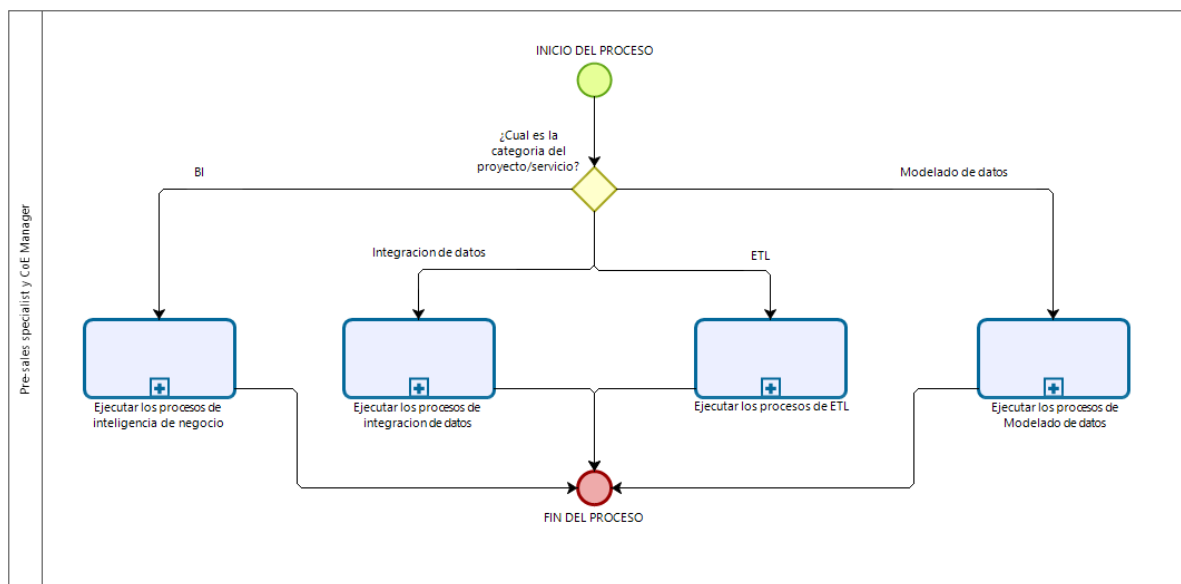 Pre-sales specialist y CoE Manager
INICIO DEL PROCESO
¿Cual es la
categoria del
proyecto/servicio?
BI
Modelado de datos
Integracion de datos
ETL
Ejecutar los procesos de
inteligencia de negocio
Ejecutar los procesos de
integracion de datos
Ejecutar los procesos de ETL
Ejecutar los procesos de
Modelado de datos
FIN DEL PROCESO